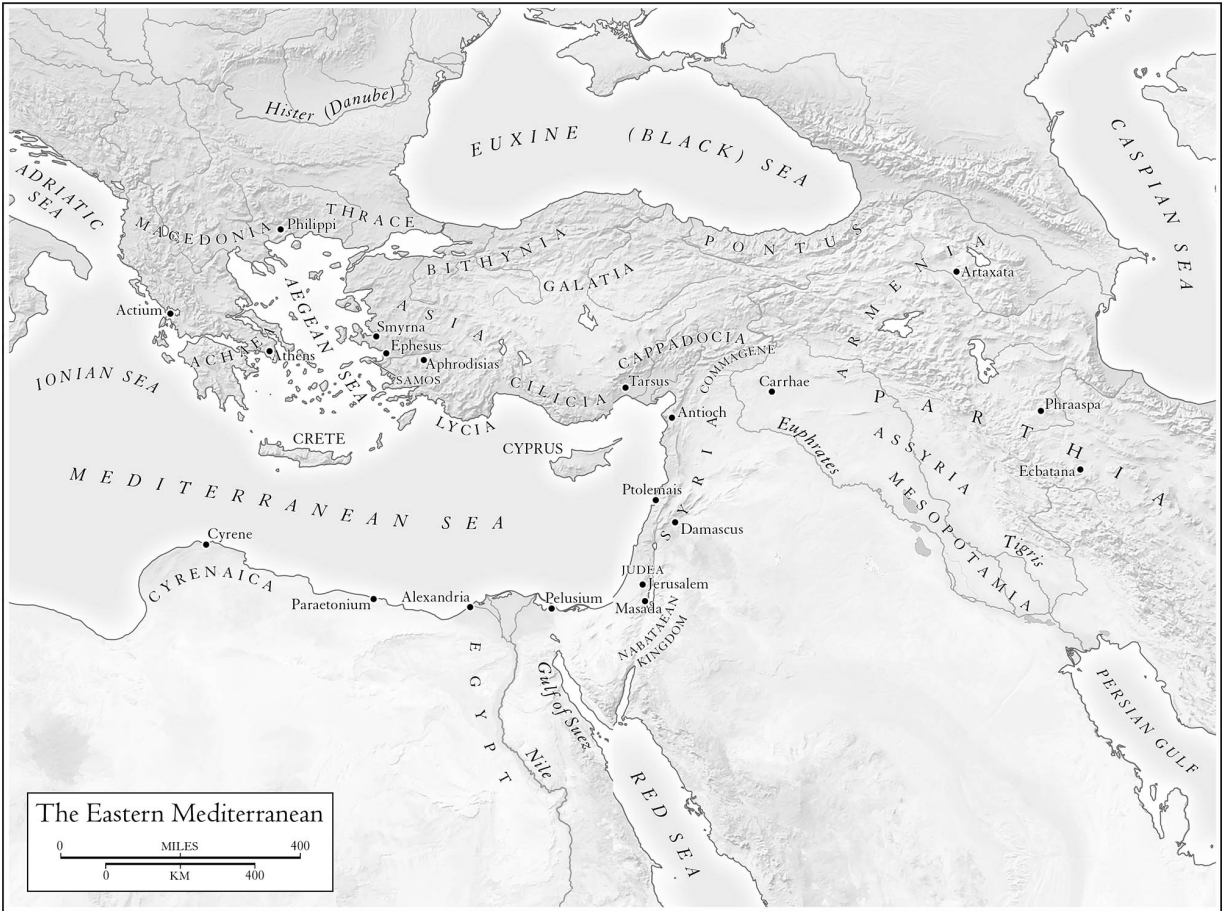 Hister (Danube)
EUXINE (BLACK) SEA
CASPIAN SEA
ADRIATIC
SEA
MACEDONIA
Philippi
THRACE
BITHYNIA
PONTUS
GALATIA
ARMENIA
Artaxata
Actium
AEGEAN SEA
ASIA
Smyrna
Ephesus
Aphrodisias
ACHAEA
Athens
SAMOS
CAPPADOCIA
COMMAGENE
IONIAN SEA
CILICIA
Tarsus
Carrhae
PARTHIA
Phraaspa
LYCIA
Antioch
CRETE
CYPRUS
Euphrates
ASSYRIA
Ecbatana
MEDITERRANEAN SEA
Ptolemais
SYRIA
MESOPOTAMIA
Damascus
Tigris
Cyrene
CYRENAICA
JUDEA
Jerusalem
Paraetonium
Alexandria
Pelusium
Masada
NABATAEAN
KINGDOM
EGYPT
Gulf of Suez
Nile
PERSIAN GULF
RED SEA
The Eastern Mediterranean
0 MILES 400
0 KM 400